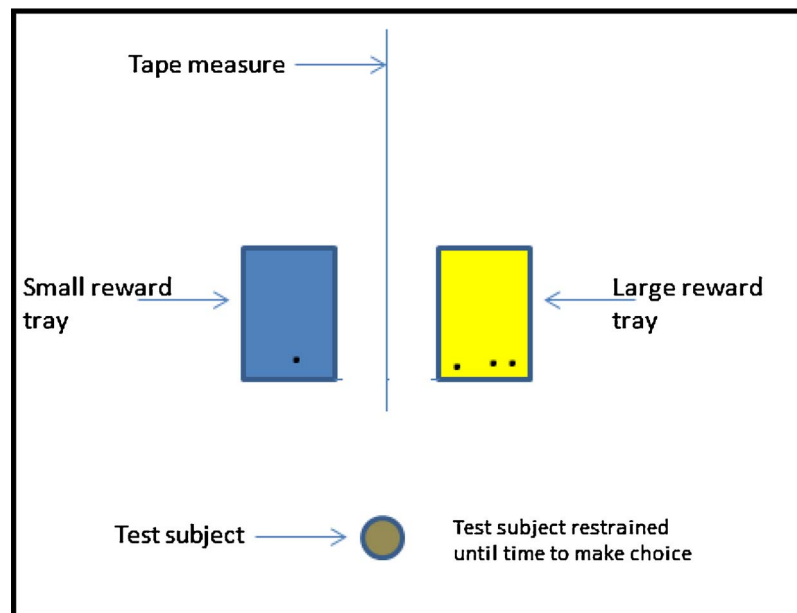 Tape measure
Small reward
tray
Large reward
tray
Test subject
Test subject restrained
until time to make choice